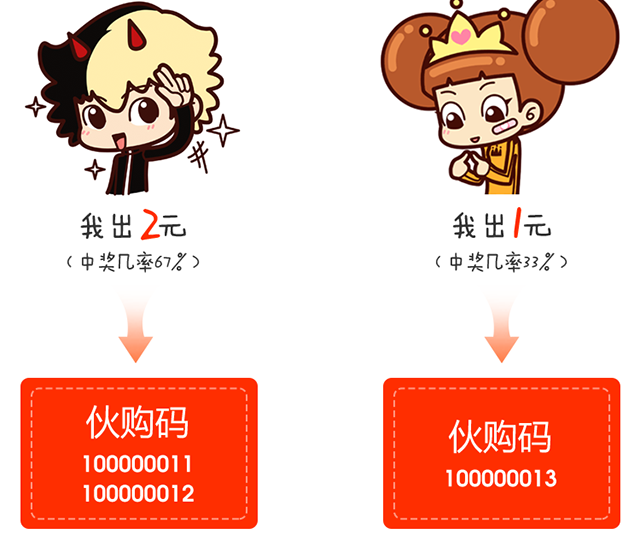 我出2元
（中奖几率67%）
伙购码
100000011
100000012
我出1元
（中奖几率33%）
伙购码
100000013